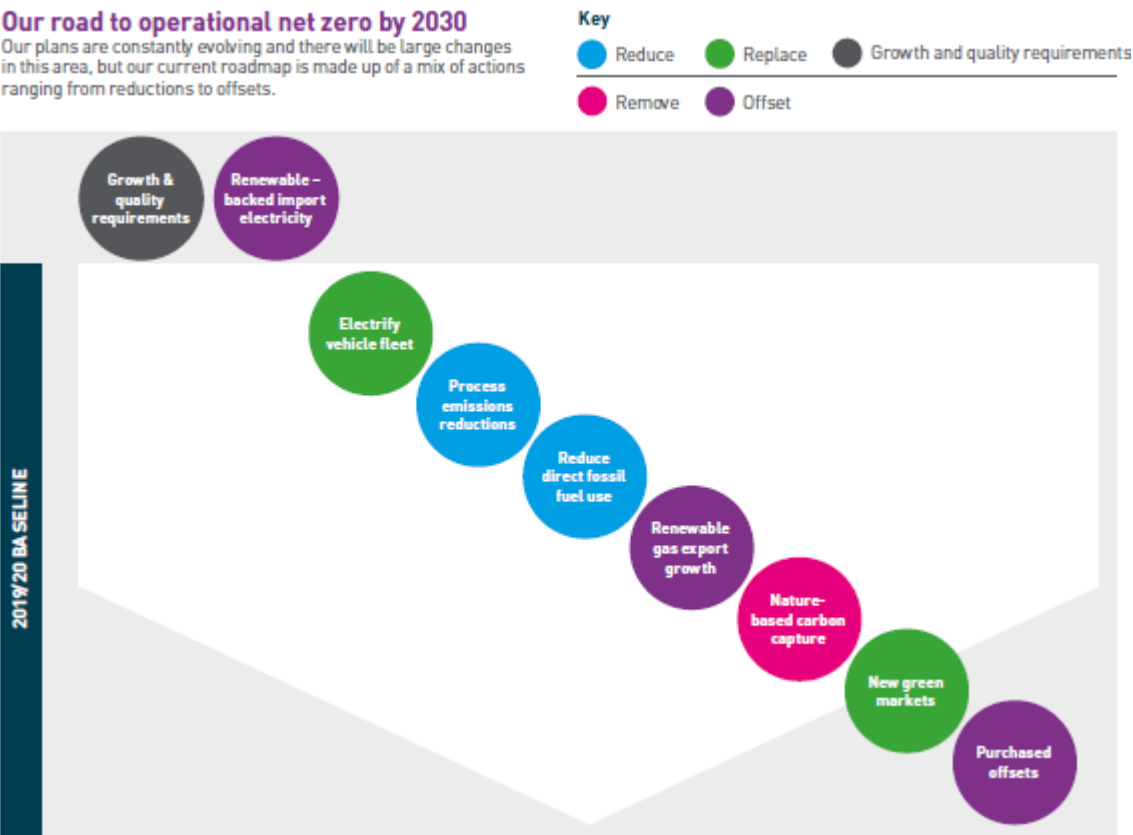 Our road to operational net zero by 2030
Our plans are constantly evolving and there will be large changes
in this area, but our current roadmap is made up of a mix of actions
ranging from reductions to offsets.
Key
Reduce
Replace
Growth and quality requirements
Remove
Offset
Growth &
quality
requirements
Renewable –
backed import
electricity
Electrify
vehicle fleet
Process
emissions
reductions
Reduce
direct fossil
fuel use
Renewable
gas export
growth
Nature-
based carbon
capture
New green
markets
Purchased
offsets
2019/20 BASELINE